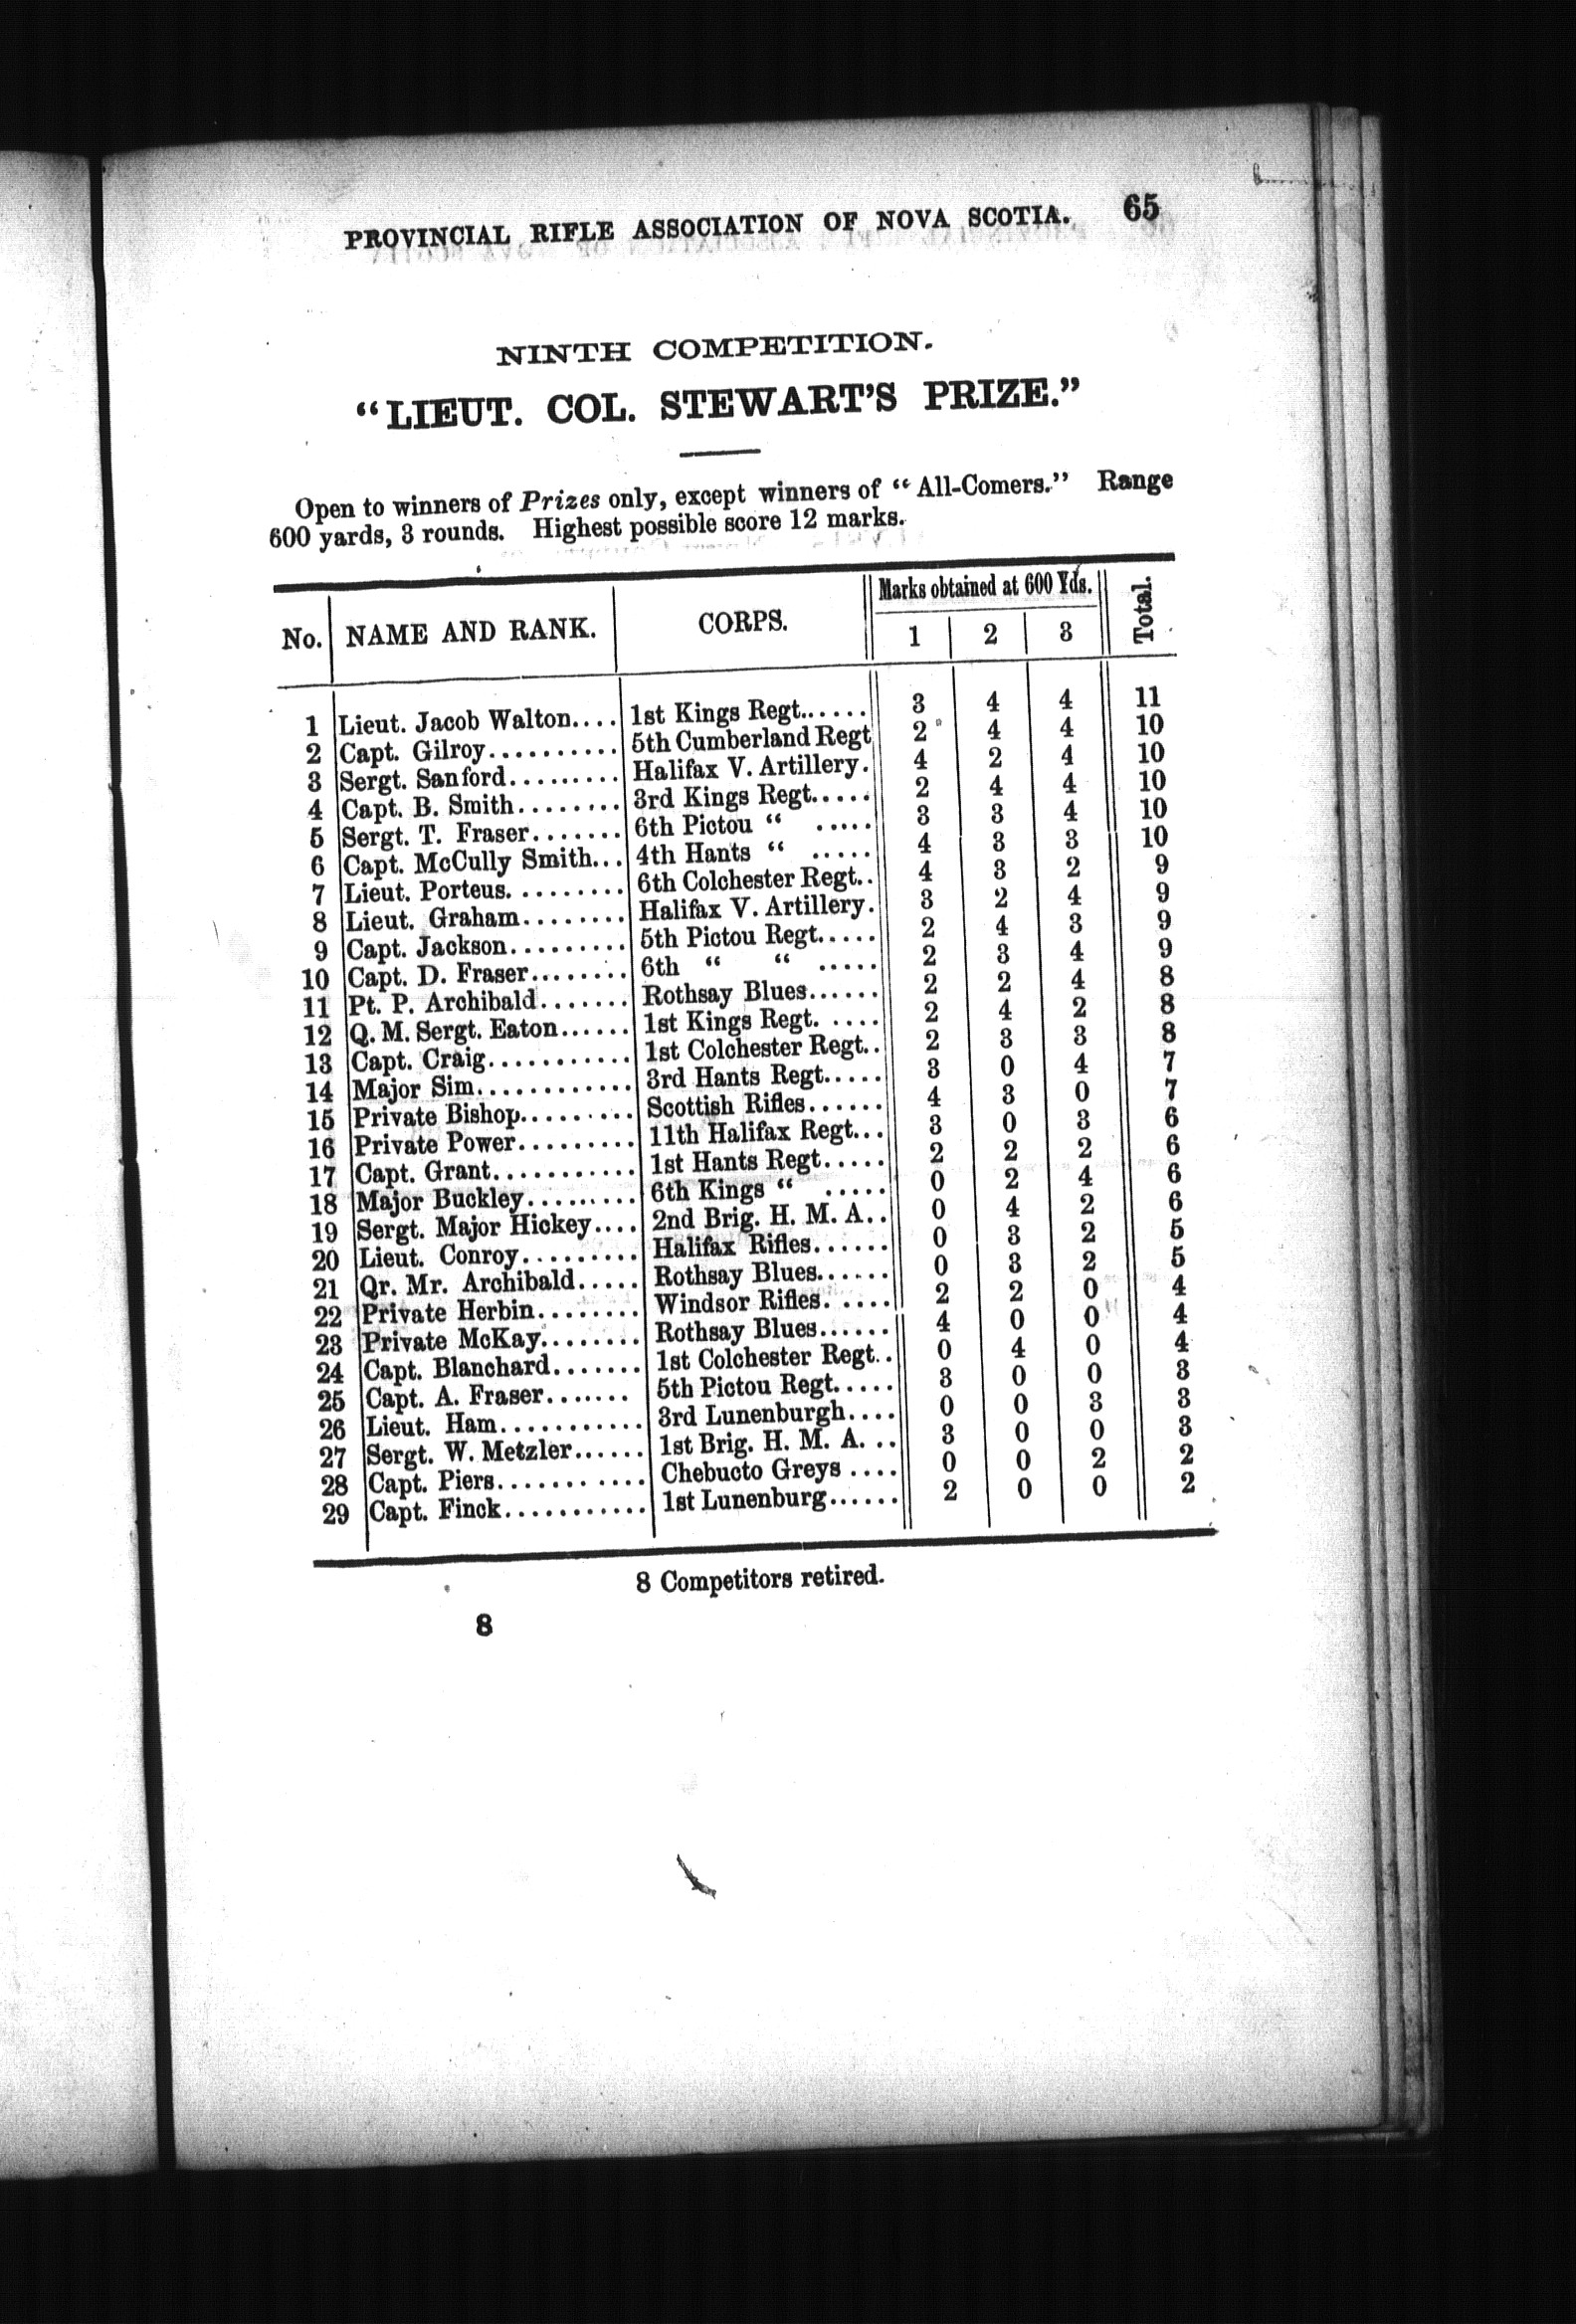 PROVINCIAL RIFLE ASSOCIATION OF NOVA SCOTIA. 65
NINTH COMPETITION.
"LIEUT. COL. STEWART'S PRIZE."
Open to winners of Prizes only, except winners of "All-Comers." Range
600 yards, 3 rounds. Highest possible score 12 marks.
No. NAME AND RANK. CORPS. Marks obtained at 600 Yds. Total.
1 2 3
1 Lieut. Jacob Walton.... 1st Kings Regt...... 3 4 4 11
2 Capt. Gilroy.......... 5th Cumberland Regt 2 4 4 10
3 Sergt. Sanford......... Halifax V. Artillery. 4 2 4 10
4 Capt. B. Smith........ 3rd Kings Regt..... 2 4 4 10
5 Sergt. T. Fraser....... 6th Pictou " ..... 3 3 4 10
6 Capt. McCully Smith... 4th Hants " ..... 4 3 3 10
7 Lieut. Porteus. ........ 6th Colchester Regt.. 4 3 2 9
8 Lieut. Graham........ Halifax V. Artillery. 3 2 4 9
9 Capt. Jackson......... 5th Pictou Regt..... 2 4 3 9
10 Capt. D. Fraser........ 6th " " ..... 2 3 4 9
11 Pt. P. Archibald....... Rothsay Blues...... 2 2 4 8
12 Q. M. Sergt. Eaton...... 1st Kings Regt. .... 2 4 2 8
13 Capt. Craig........... 1st Colchester Regt.. 2 3 3 8
14 Major Sim............ 3rd Hants Regt..... 3 0 4 7
15 Private Bishop......... Scottish Rifles...... 4 3 0 7
16 Private Power......... 11th Halifax Regt... 3 0 3 6
17 Capt. Grant........... 1st Hants Regt..... 2 2 2 6
18 Major Buckley......... 6th Kings " ..... 0 2 4 6
19 Sergt. Major Hickey.... 2nd Brig. H. M. A.. 0 4 2 6
20 Lieut. Conroy......... Halifax Rifles...... 0 3 2 5
21 Qr. Mr. Archibald..... Rothsay Blues...... 0 3 2 5
22 Private Herbin........ Windsor Rifles. .... 2 2 0 4
23 Private McKay........ Rothsay Blues...... 4 0 0 4
24 Capt. Blanchard....... 1st Colchester Regt.. 0 4 0 4
25 Capt. A. Fraser....... 5th Pictou Regt..... 3 0 0 3
26 Lieut. Ham........... 3rd Lunenburgh.... 0 0 3 3
27 Sergt. W. Metzler...... 1st Brig. H. M. A. .. 3 0 0 3
28 Capt. Piers............ Chebucto Greys .... 0 0 2 2
29 Capt. Finck........... 1st Lunenburg...... 2 0 0 2
8 Competitors retired.
8